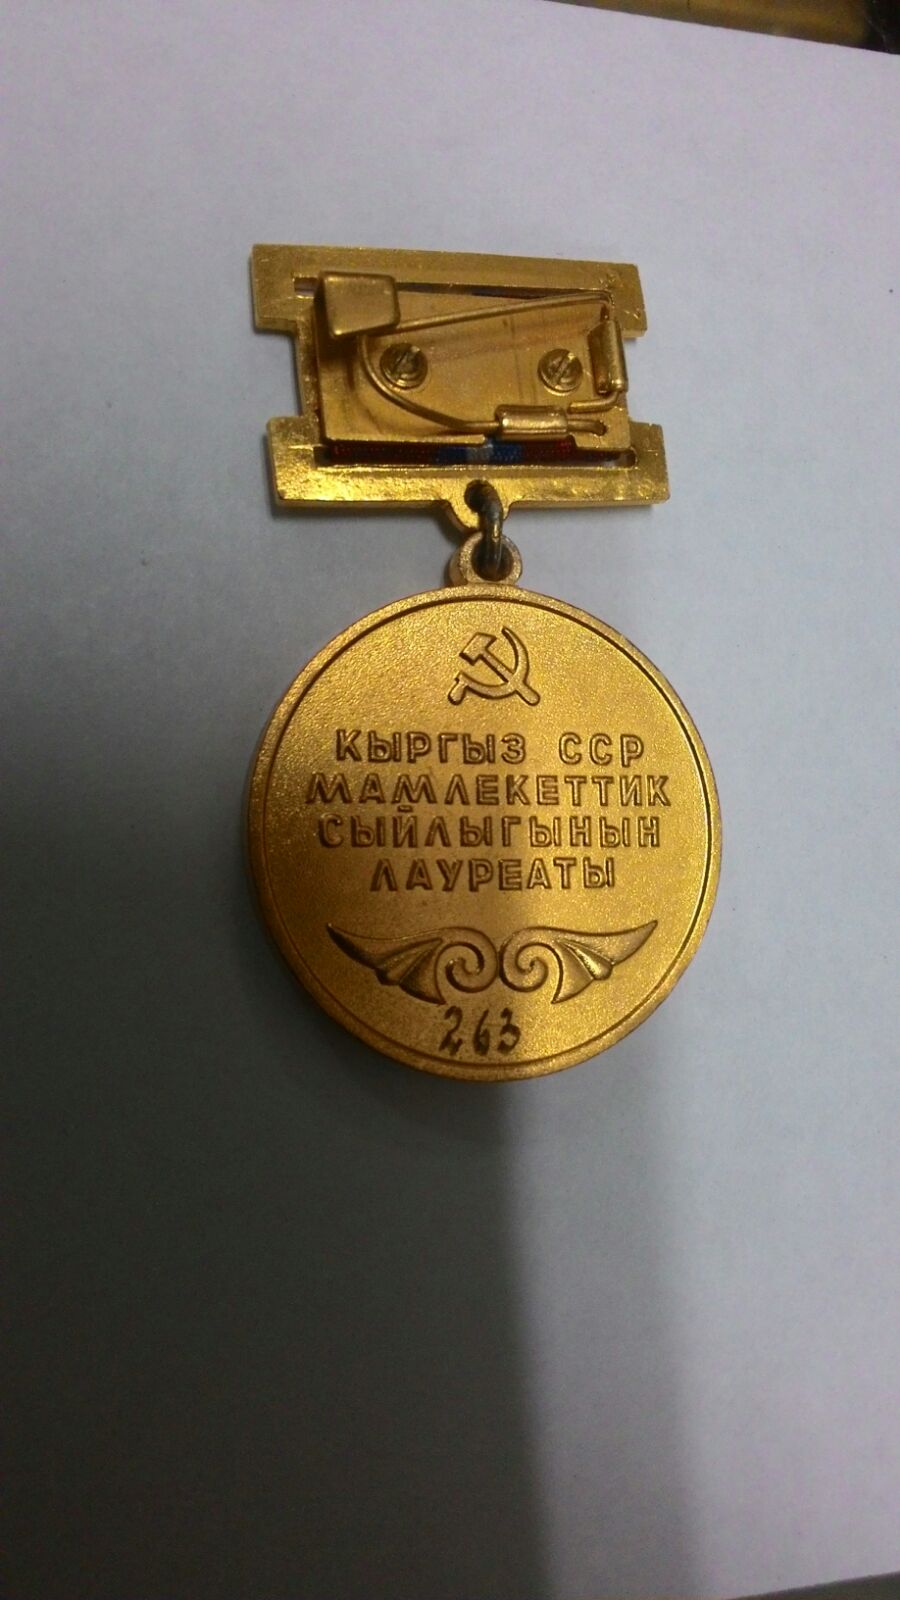 КЫРГЫЗ ССР
МАМЛЕКЕТТИК
СЫЙЛЫГЫНЫН
ЛАУРЕАТЫ
263